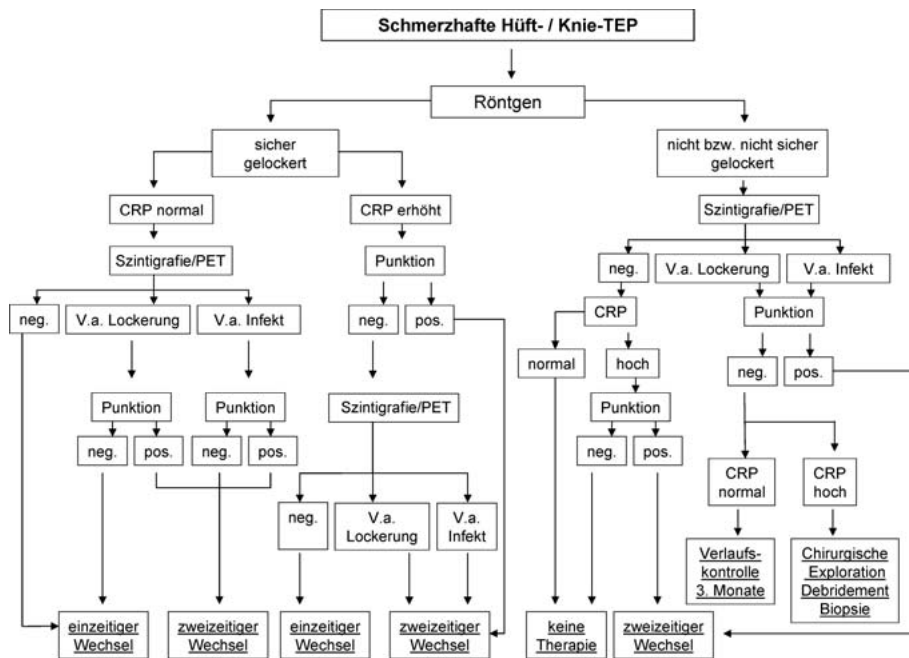 Schmerzhafte Hüft- / Knie-TEP
Röntgen
sicher
gelockert
nicht bzw. nicht sicher
gelockert
CRP normal
CRP erhöht
Szintigrafie/PET
Szintigrafie/PET
Punktion
neg.
V.a. Lockerung
V.a. Infekt
neg.
V.a. Lockerung
V.a. Infekt
neg.
pos.
CRP
Punktion
normal
hoch
neg.
pos.
Punktion
Punktion
Szintigrafie/PET
Punktion
neg.
pos.
neg.
pos.
neg.
pos.
CRP
normal
CRP
hoch
neg.
V.a.
Lockerung
V.a.
Infekt
Verlaufs-
kontrolle
3. Monate
Chirurgische
Exploration
Debridement
Biopsie
einzeitiger
Wechsel
zweizeitiger
Wechsel
einzeitiger
Wechsel
zweizeitiger
Wechsel
keine
Therapie
zweizeitiger
Wechsel